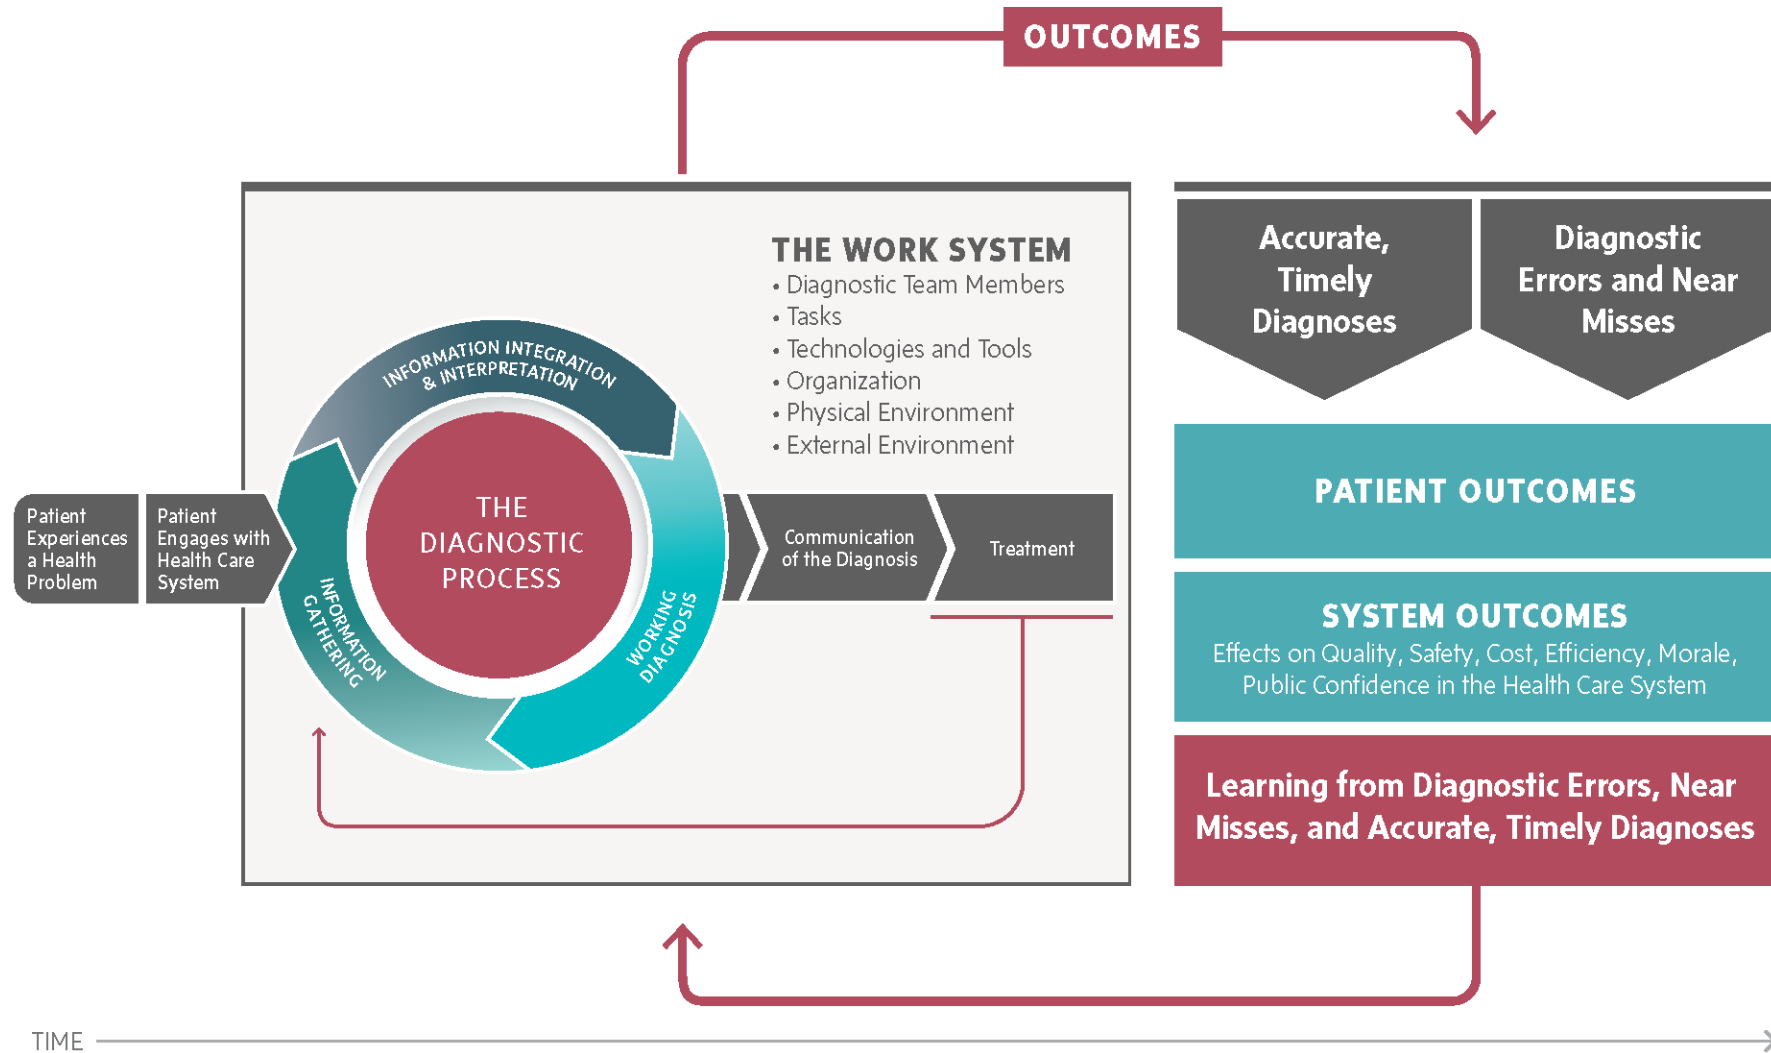 OUTCOMES
THE WORK SYSTEM
• Diagnostic Team Members
• Tasks
• Technologies and Tools
• Organization
• Physical Environment
• External Environment
Patient
Experiences
a Health
Problem
Patient
Engages with
Health Care
System
INFORMATION INTEGRATION
& INTERPRETATION
INFORMATION
GATHERING
WORKING
DIAGNOSIS
THE
DIAGNOSTIC
PROCESS
Communication
of the Diagnosis
Treatment
Accurate,
Timely
Diagnoses
Diagnostic
Errors and Near
Misses
PATIENT OUTCOMES
SYSTEM OUTCOMES
Effects on Quality, Safety, Cost, Efficiency, Morale,
Public Confidence in the Health Care System
Learning from Diagnostic Errors, Near
Misses, and Accurate, Timely Diagnoses
TIME